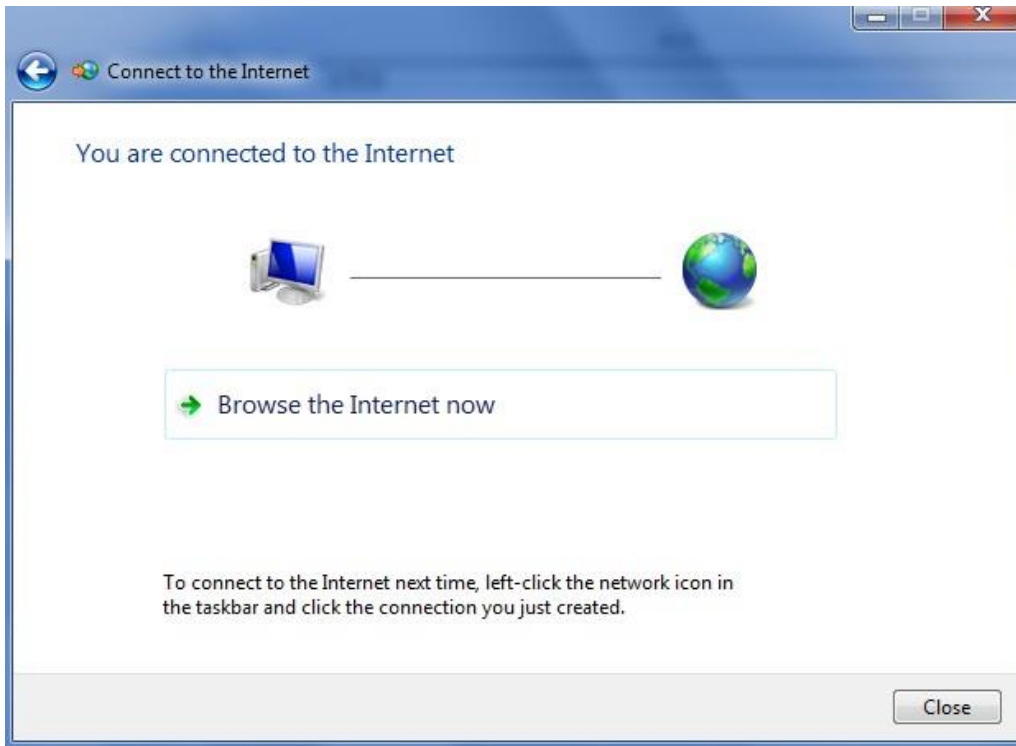 Connect to the Internet
You are connected to the Internet
Browse the Internet now
To connect to the Internet next time, left-click the network icon in
the taskbar and click the connection you just created.
Close